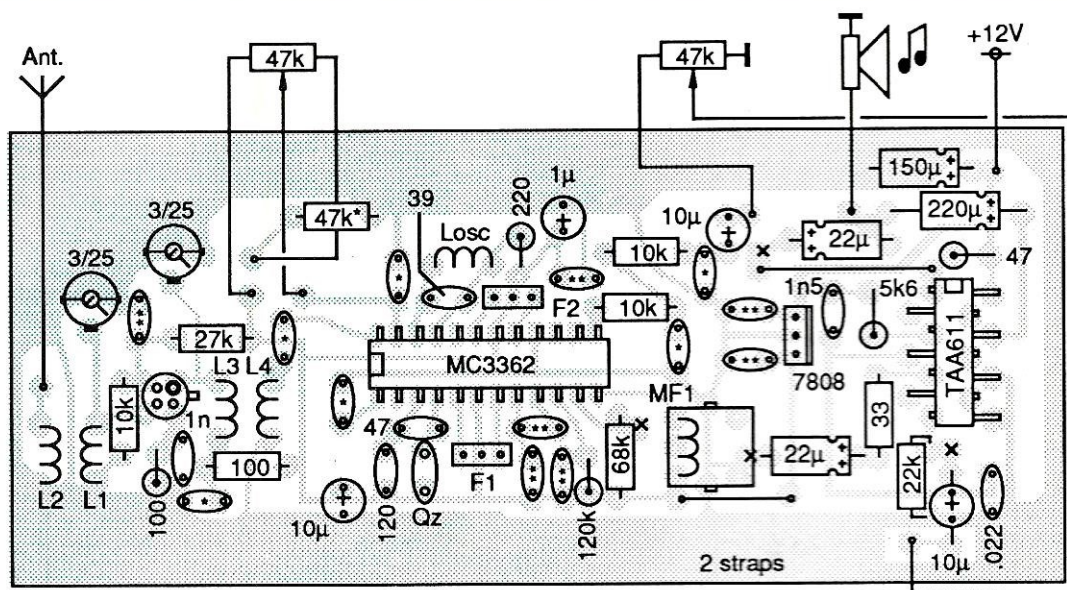 Ant.
47k
47k
+12V
150µ
220µ
1µ
220
39
47k*
3/25
3/25
Losc
10µ
22µ
47
10k
**
*
*
F2
**
1n5
5k6
10k
**
*
27k
*
*
MC3362
**
7808
TAA611
L3 L4
MF1
10k
1n
*
47
**
68k
33
100
F1
**
**
22µ
22k
L2 L1
100
*
10µ
120
Qz
120k
10µ
.022
2 straps